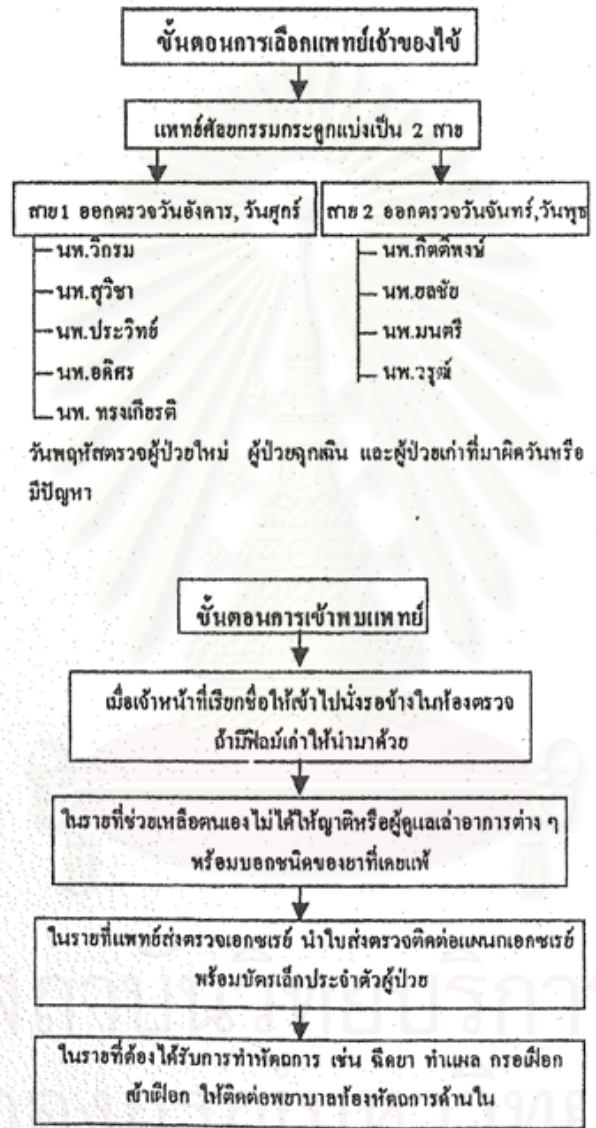 ขั้นตอนการเลือกแพทย์เจ้าของไข้
แพทย์ศัลยกรรมกระดูกแบ่งเป็น 2 สาย
สาย1 ออกตรวจวันอังคาร, วันศุกร์
นพ.วิกรม
นพ.สุวิชา
นพ.ประวิทย์
นพ.อดิศร
นพ. ทรงเกียรติ
สาย 2 ออกตรวจวันจันทร์,วันพุธ
นพ.กิตติพงษ์
นพ.ยลชัย
นพ.มนตรี
นพ.วรุฒ์
วันพฤหัสตรวจผู้ป่วยใหม่ ผู้ป่วยฉุกเฉิน และผู้ป่วยเก่าที่มาผิดวันหรือ
มีปัญหา
ขั้นตอนการเข้าพบแพทย์
เมื่อเจ้าหน้าที่เรียกชื่อให้เข้าไปนั่งรอข้างในห้องตรวจ
ถ้ามีฟิล์มเก่าให้นำมาด้วย
ในรายที่ช่วยเหลือตนเองไม่ได้ให้ญาติหรือผู้ดูแลเล่าอาการต่าง ๆ
พร้อมบอกชนิดของยาที่เคยแพ้
ในรายที่แพทย์ส่งตรวจเอกซเรย์ นำใบส่งตรวจติดต่อแผนกเอกซเรย์
พร้อมบัตรเล็กประจำตัวผู้ป่วย
ในรายที่ต้องได้รับการทำหัตถการ เช่น ฉีดยา ทำแผล กรอเฝือก
เข้าเฝือก ให้ติดต่อพยาบาลห้องหัตถการด้านใน
สถาบันวิทยบริการ